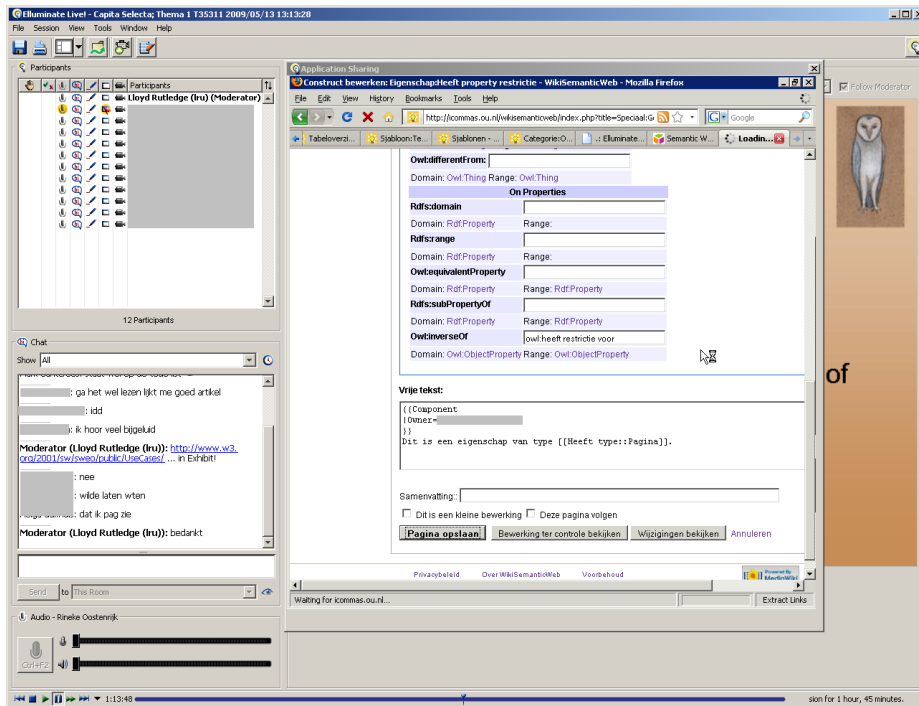 Elluminate Live! - Capita Selecta; Thema 1 T35311 2009/05/13 13:13:28
File Session View Tools Window Help
Participants
Participants
Lloyd Rutledge (lru) (Moderator)
12 Participants
Chat
Show All
: ga het wel lezen lijkt me goed artikel
: idd
: ik hoor veel bijgeluid
Moderator (Lloyd Rutledge (lru)): http://www.w3.
org/2001/sw/sweo/public/UseCases/ ... in Exhibit!
: nee
: wilde laten wten
: dat ik pag zie
Moderator (Lloyd Rutledge (lru)): bedankt
Send to This Room
Audio - Rineke Oostenrijk
Ctrl+F2
1:13:48
sion for 1 hour, 45 minutes.
Application Sharing
Construct bewerken: Eigenschap:Heeft property restrictie - WikiSemanticWeb - Mozilla Firefox
File Edit View History Bookmarks Tools Help
http://icommas.ou.nl/wikisemanticweb/index.php?title=Speciaal:G
Google
Tabeloverzi... Sjabloon:Te... Sjablonen - ... Categorie:O... .: Elluminate... Semantic W... Loading...
Owl:differentFrom:
Domain: Owl:Thing Range: Owl:Thing
On Properties
Rdfs:domain
Domain: Rdf:Property Range:
Rdfs:range
Domain: Rdf:Property Range:
Owl:equivalentProperty
Domain: Rdf:Property Range: Rdf:Property
Rdfs:subPropertyOf
Domain: Rdf:Property Range: Rdf:Property
Owl:inverseOf owl:heeft restrictie voor
Domain: Owl:ObjectProperty Range: Owl:ObjectProperty
Vrije tekst:
{{Component
|Owner=
}}
Dit is een eigenschap van type [[Heeft type::Pagina]].
Samenvatting::
Dit is een kleine bewerking Deze pagina volgen
Pagina opslaan Bewerking ter controle bekijken Wijzigingen bekijken Annuleren
Privacybeleid Over WikiSemanticWeb Voorbehoud
Powered By
MediaWiki
Waiting for icommas.ou.nl...
Extract Links
Follow Moderator
of